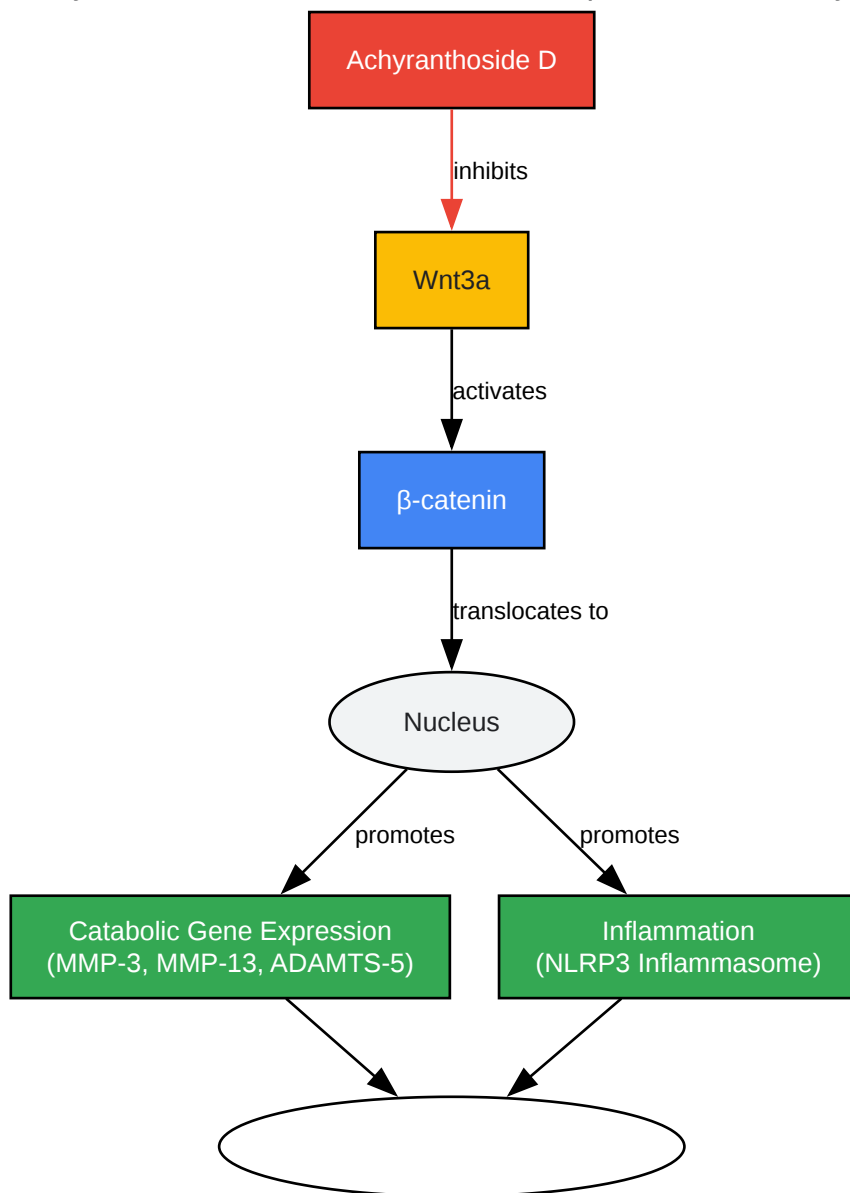 Achyranthoside D
inhibits
Wnt3a
activates
β-catenin
translocates to
Nucleus
promotes
promotes
Catabolic Gene Expression
(MMP-3, MMP-13, ADAMTS-5)
Inflammation
(NLRP3 Inflammasome)